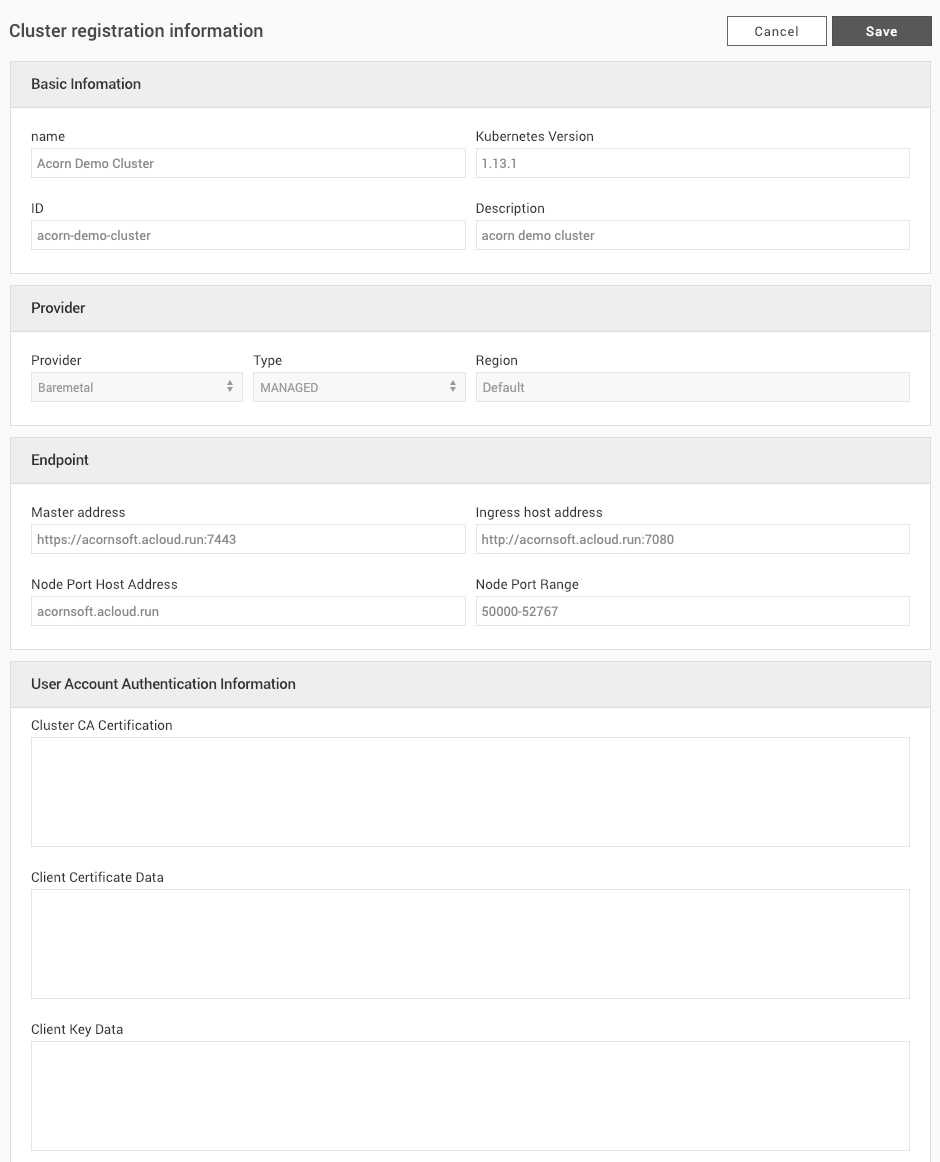 Cluster registration information
Cancel
Save
Basic Infomation
name
Kubernetes Version
Acorn Demo Cluster
1.13.1
ID
Description
acorn-demo-cluster
acorn demo cluster
Provider
Provider
Type
Region
Baremetal
MANAGED
Default
Endpoint
Master address
Ingress host address
https://acornsoft.acloud.run:7443
http://acornsoft.acloud.run:7080
Node Port Host Address
Node Port Range
acornsoft.acloud.run
50000-52767
User Account Authentication Information
Cluster CA Certification
Client Certificate Data
Client Key Data